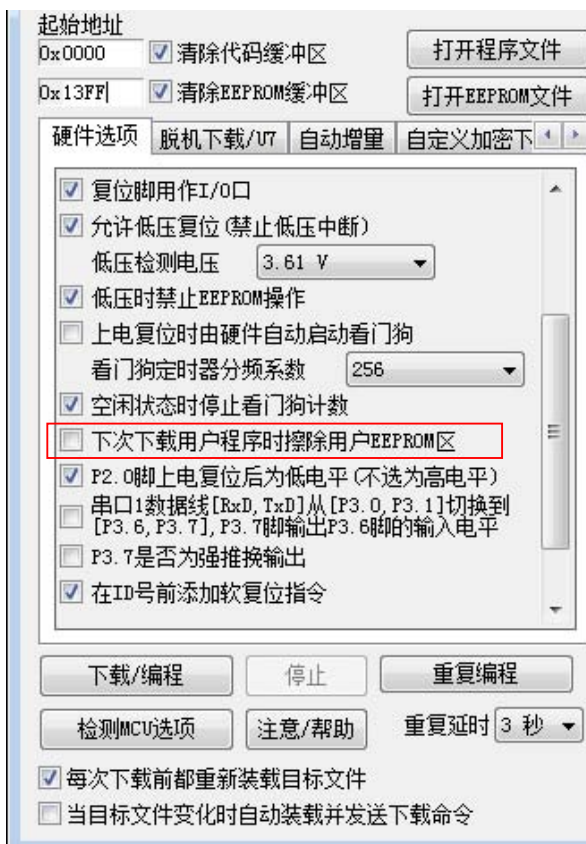 起始地址
0x0000 清除代码缓冲区 打开程序文件
0x13FF 清除EEPROM缓冲区 打开EEPROM文件
硬件选项 脱机下载/U7 自动增量 自定义加密下
复位脚用作I/O口
允许低压复位(禁止低压中断)
低压检测电压 3.61 V
低压时禁止EEPROM操作
上电复位时由硬件自动启动看门狗
看门狗定时器分频系数 256
空闲状态时停止看门狗计数
下次下载用户程序时擦除用户EEPROM区
P2.0脚上电复位后为低电平(不选为高电平)
串口1数据线[RxD,TxD]从[P3.0,P3.1]切换到
[P3.6,P3.7],P3.7脚输出P3.6脚的输入电平
P3.7是否为强推换输出
在ID号前添加软复位指令
下载/编程 停止 重复编程
检测MCU选项 注意/帮助 重复延时 3 秒
每次下载前都重新装载目标文件
当目标文件变化时自动装载并发送下载命令